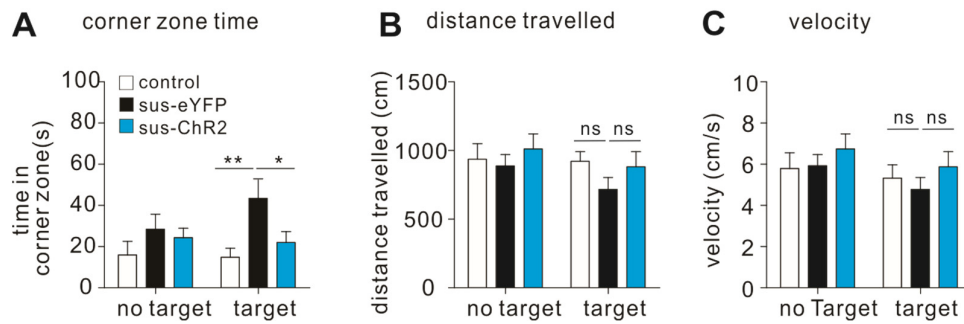 A corner zone time
100
80
60
40
20
0
time in
corner zone(s)
control
sus-eYFP
sus-ChR2
** *
no target target
B distance travelled
1500
1000
500
0
distance travelled (cm)
ns ns
no target target
C velocity
10
8
6
4
2
0
velocity (cm/s)
ns ns
no Target target